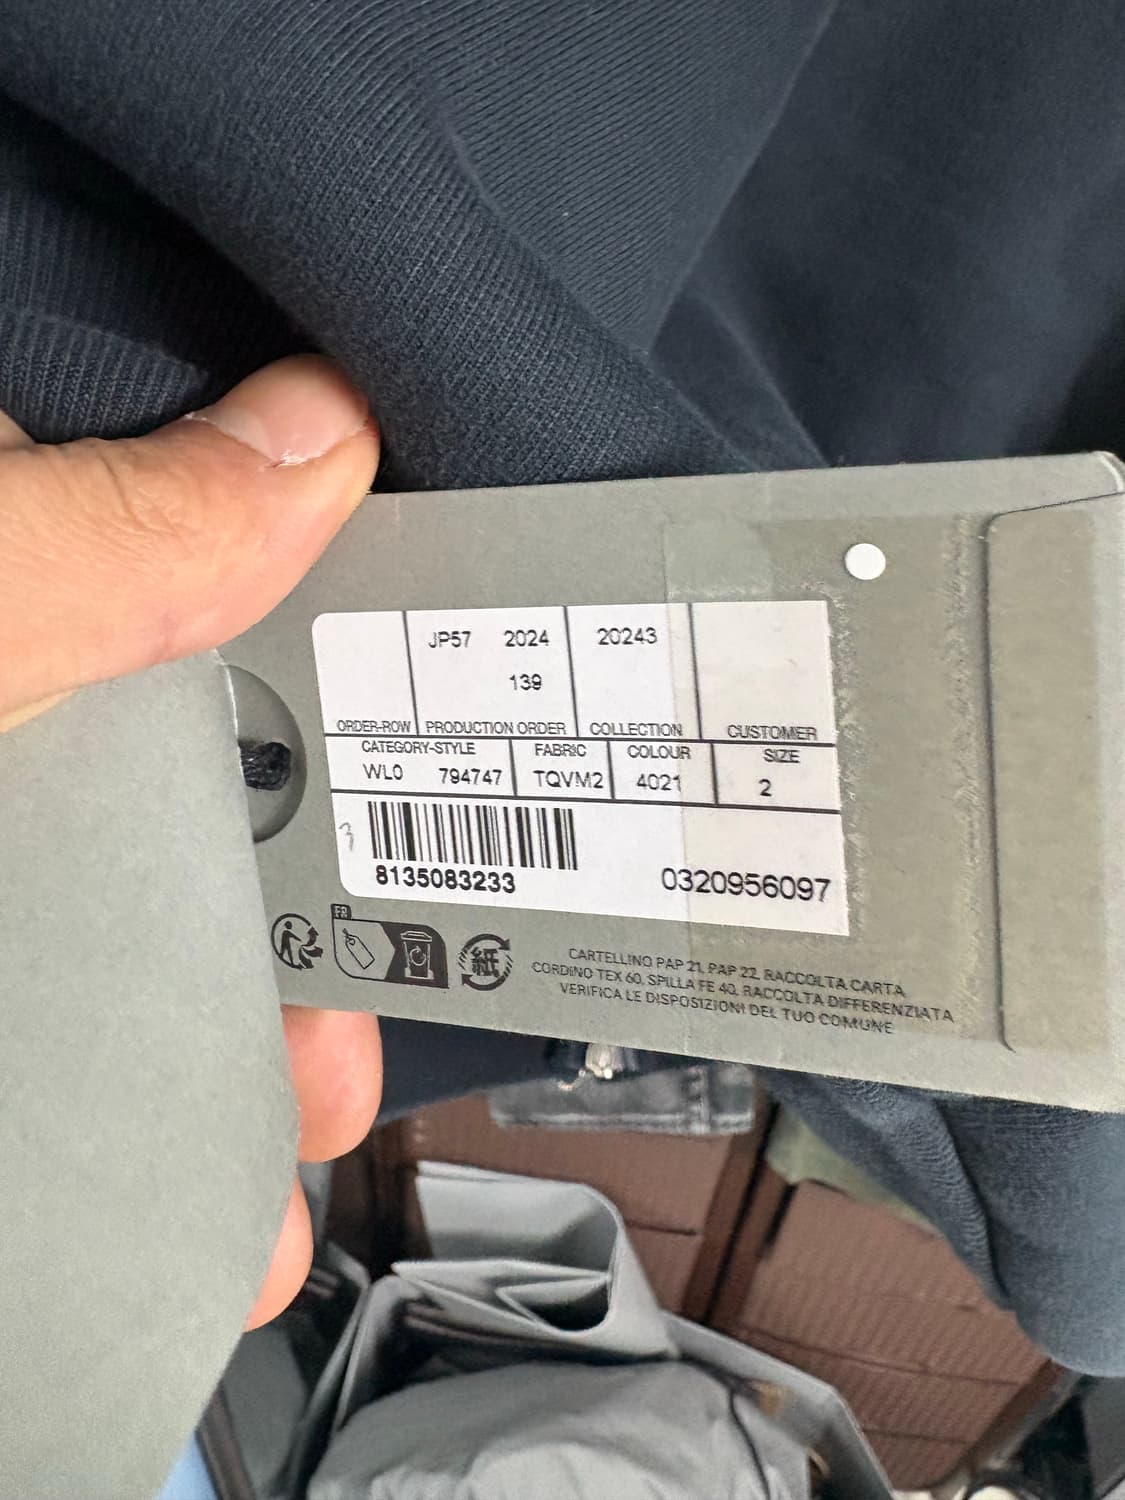 JP57 2024 20243
139
ORDER-ROW PRODUCTION ORDER COLLECTION CUSTOMER
CATEGORY-STYLE FABRIC COLOUR SIZE
WL0 794747 TQVM2 4021 2
3
8135083233 0320956097
FR
紙
CARTELLINO PAP 21, PAP 22, RACCOLTA CARTA
CORDINO TEX 60, SPILLA FE 40, RACCOLTA DIFFERENZIATA
VERIFICA LE DISPOSIZIONI DEL TUO COMUNE